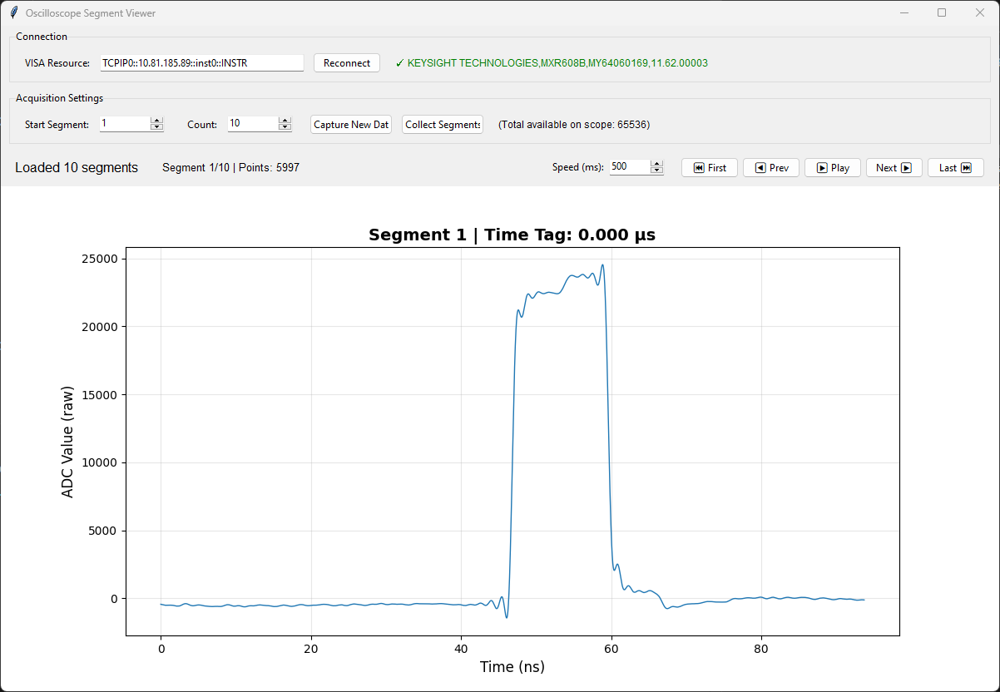 Oscilloscope Segment Viewer
Connection
VISA Resource: TCPIP0::10.81.185.89::inst0::INSTR Reconnect ✓ KEYSIGHT TECHNOLOGIES,MXR608B,MY64060169,11.62.00003
Acquisition Settings
Start Segment: 1 Count: 10 Capture New Dat Collect Segments (Total available on scope: 65536)
Loaded 10 segments Segment 1/10 | Points: 5997 Speed (ms): 500 ⏮ First ◀ Prev ▶ Play Next ▶ Last ⏭
Segment 1 | Time Tag: 0.000 µs
25000
20000
15000
10000
5000
0
ADC Value (raw)
0 20 40 60 80
Time (ns)